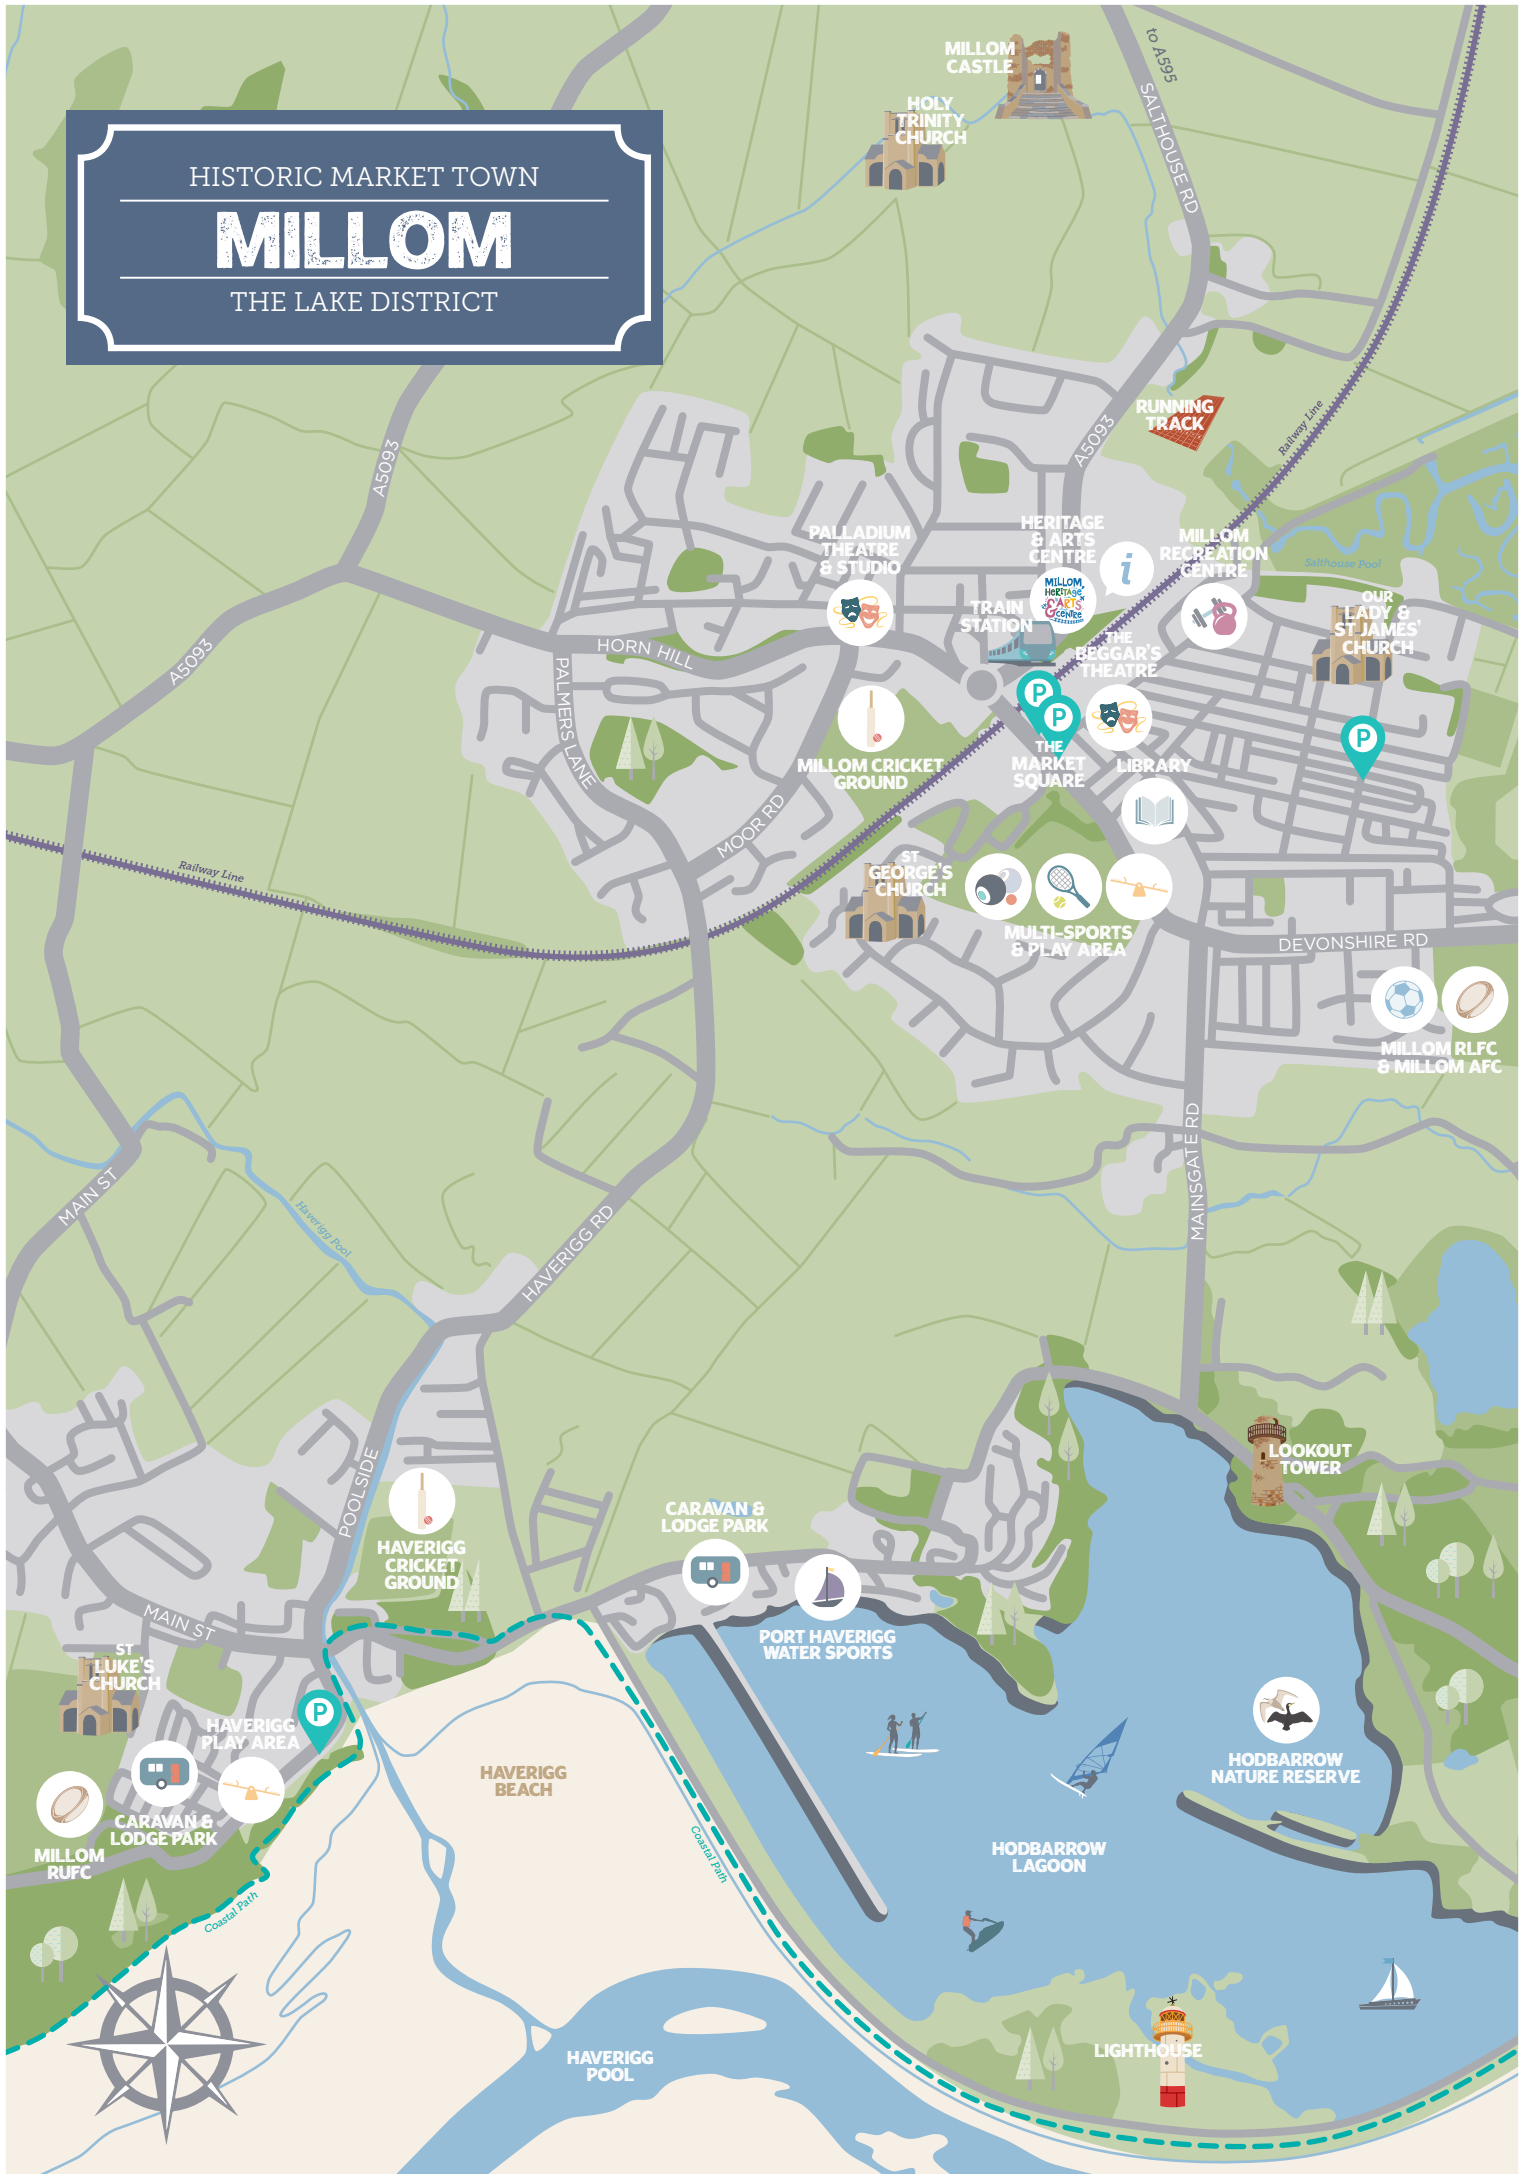 MILLOM
CASTLE
to A595
HOLY
TRINITY
CHURCH
SALTHOUSE RD
HISTORIC MARKET TOWN
MILLOM
THE LAKE DISTRICT
RUNNING
TRACK
Railway Line
A5093
A5093
PALLADIUM
THEATRE
& STUDIO
HERITAGE
& ARTS
CENTRE
i
MILLOM
RECREATION
CENTRE
Salthouse Pool
MILLOM
HERITAGE
& ARTS
CENTRE
TRAIN
STATION
OUR
LADY &
ST JAMES'
CHURCH
THE
BEGGAR'S
THEATRE
HORN HILL
A5093
PALMERS LANE
P
P
P
THE
MARKET
SQUARE
LIBRARY
MILLOM CRICKET
GROUND
MOOR RD
Railway Line
ST
GEORGE'S
CHURCH
MULTI-SPORTS
& PLAY AREA
DEVONSHIRE RD
MILLOM RLFC
& MILLOM AFC
MAINSGATE RD
MAIN ST
Haverigg Pool
HAVERIGG RD
LOOKOUT
TOWER
POOLSIDE
HAVERIGG
CRICKET
GROUND
CARAVAN &
LODGE PARK
PORT HAVERIGG
WATER SPORTS
MAIN ST
ST
LUKE'S
CHURCH
P
HAVERIGG
PLAY AREA
CARAVAN &
LODGE PARK
MILLOM
RUFC
HAVERIGG
BEACH
HODBARROW
NATURE RESERVE
HODBARROW
LAGOON
Coastal Path
Coastal Path
HAVERIGG
POOL
LIGHTHOUSE